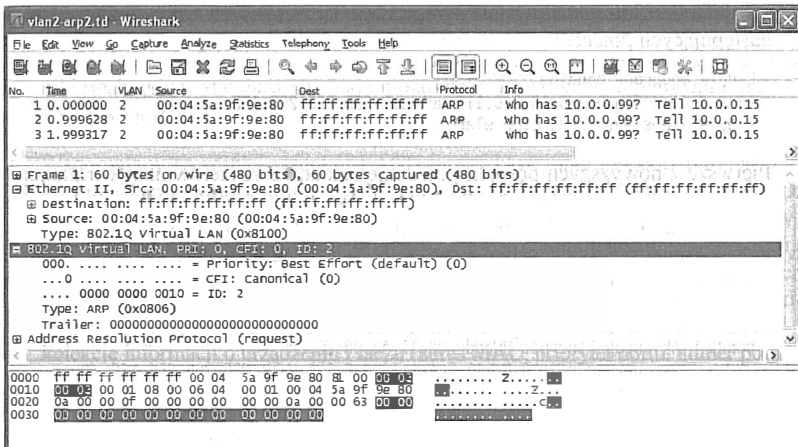 vlan2-arp2.td - Wireshark
File Edit View Go Capture Analyze Statistics Telephony Tools Help
No. Time VLAN Source Dest Protocol Info
1 0.000000 2 00:04:5a:9f:9e:80 ff:ff:ff:ff:ff:ff ARP Who has 10.0.0.99? Tell 10.0.0.15
2 0.999628 2 00:04:5a:9f:9e:80 ff:ff:ff:ff:ff:ff ARP Who has 10.0.0.99? Tell 10.0.0.15
3 1.999317 2 00:04:5a:9f:9e:80 ff:ff:ff:ff:ff:ff ARP Who has 10.0.0.99? Tell 10.0.0.15
Frame 1: 60 bytes on wire (480 bits), 60 bytes captured (480 bits)
Ethernet II, Src: 00:04:5a:9f:9e:80 (00:04:5a:9f:9e:80), Dst: ff:ff:ff:ff:ff:ff (ff:ff:ff:ff:ff:ff)
Destination: ff:ff:ff:ff:ff:ff (ff:ff:ff:ff:ff:ff)
Source: 00:04:5a:9f:9e:80 (00:04:5a:9f:9e:80)
Type: 802.1Q Virtual LAN (0x8100)
802.1Q Virtual LAN, PRI: 0, CFI: 0, ID: 2
000. .... .... .... = Priority: Best Effort (default) (0)
...0 .... .... .... = CFI: Canonical (0)
.... 0000 0000 0010 = ID: 2
Type: ARP (0x0806)
Trailer: 0000000000000000000000000000
Address Resolution Protocol (request)
0000 ff ff ff ff ff ff 00 04 5a 9f 9e 80 81 00 00 03 ........ Z.......
0010 00 03 00 01 08 00 06 04 00 01 00 04 5a 9f 9e 80 ........ ....Z...
0020 0a 00 00 0f 00 00 00 00 00 00 0a 00 00 63 00 00 ........ .....c..
0030 00 00 00 00 00 00 00 00 00 00 00 00 ........ ....